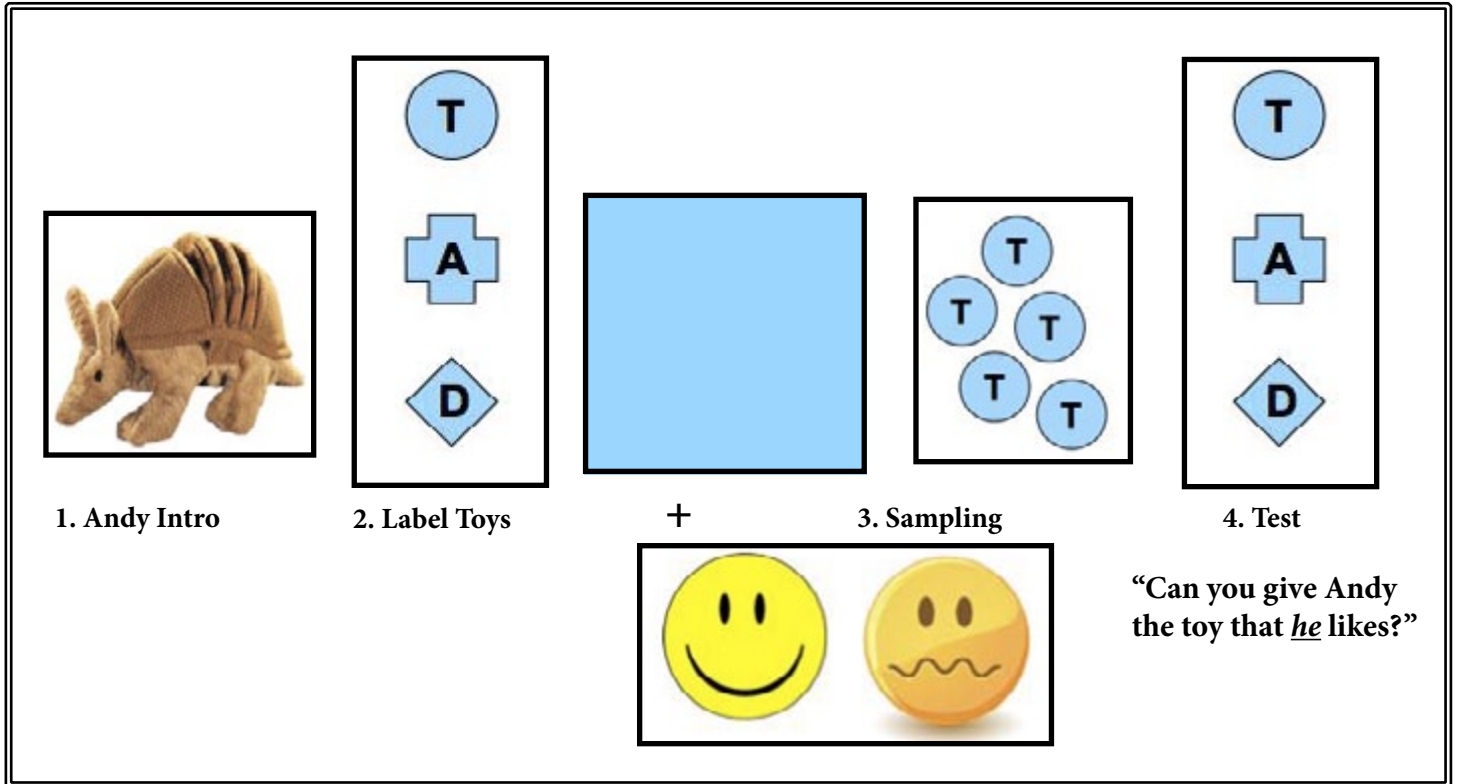 T
A
D
T
T
T
T
T
T
A
D
1. Andy Intro
2. Label Toys
+
3. Sampling
4. Test
“Can you give Andy
the toy that he likes?”